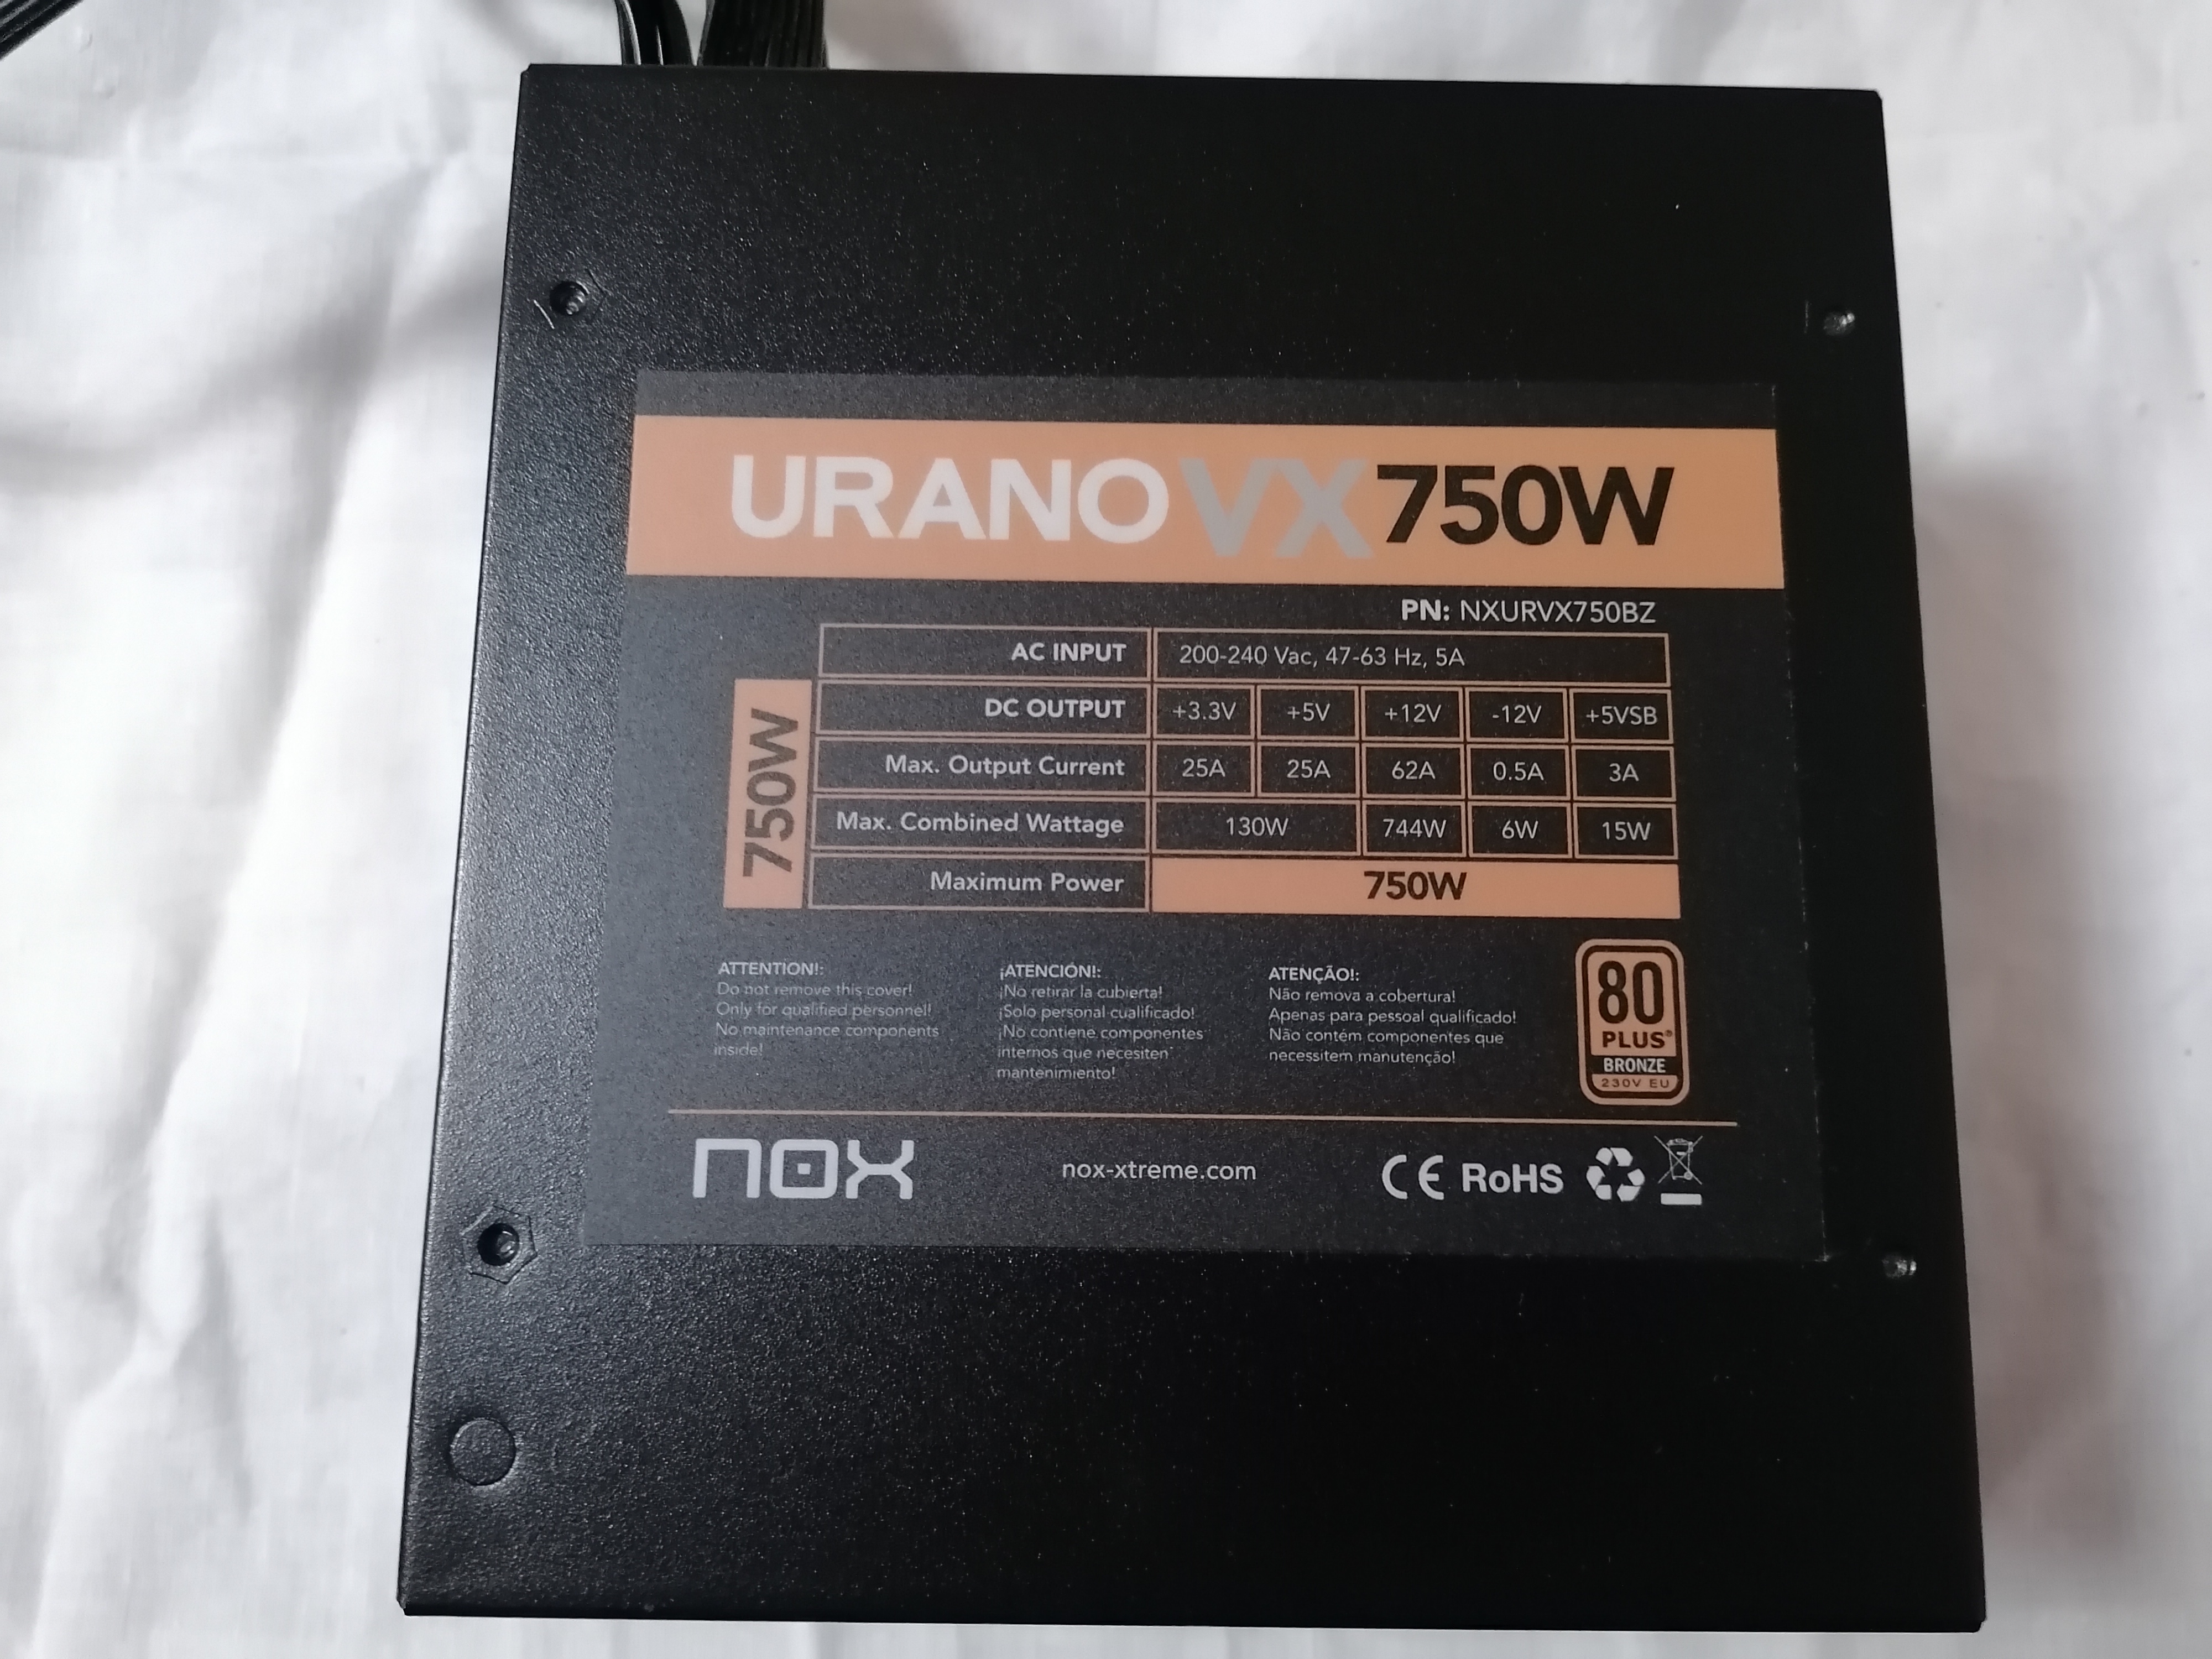 URANO VX 750W
PN: NXURVX750BZ
750W
AC INPUT 200-240 Vac, 47-63 Hz, 5A
DC OUTPUT +3.3V +5V +12V -12V +5VSB
Max. Output Current 25A 25A 62A 0.5A 3A
Max. Combined Wattage 130W 744W 6W 15W
Maximum Power 750W
ATTENTION!:
Do not remove this cover!
Only for qualified personnel!
No maintenance components
inside!
¡ATENCIÓN!:
¡No retirar la cubierta!
¡Solo personal cualificado!
¡No contiene componentes
internos que necesiten
mantenimiento!
ATENÇÃO!:
Não remova a cobertura!
Apenas para pessoal qualificado!
Não contém componentes que
necessitem manutenção!
80
PLUS®
BRONZE
230V EU
nox
nox-xtreme.com
CE RoHS